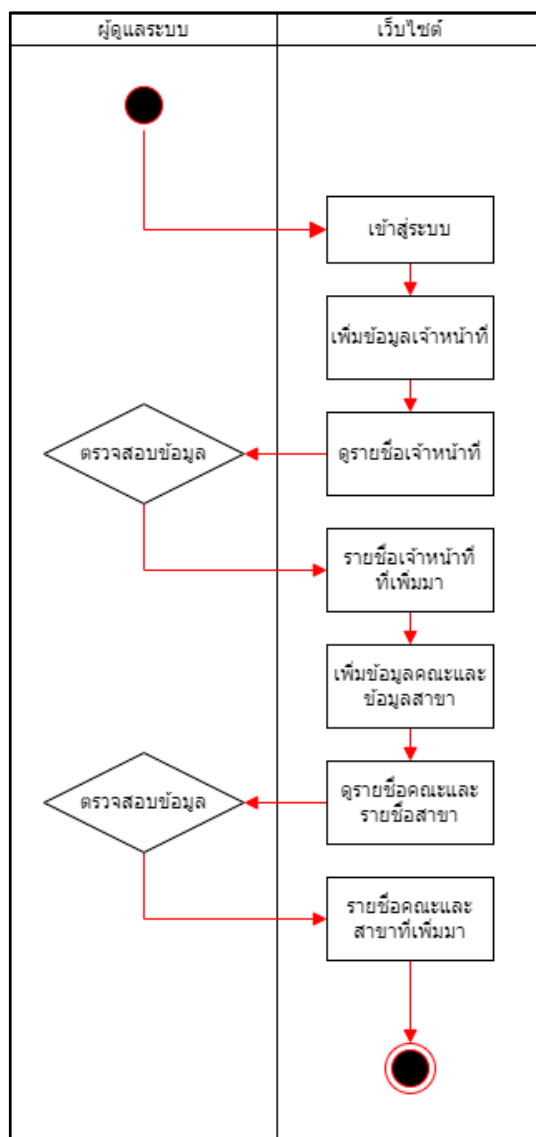 ผู้ดูแลระบบ
เว็บไซต์
เข้าสู่ระบบ
เพิ่มข้อมูลเจ้าหน้าที่
ตรวจสอบข้อมูล
ดูรายชื่อเจ้าหน้าที่
รายชื่อเจ้าหน้าที่
ที่เพิ่มมา
เพิ่มข้อมูลคณะและ
ข้อมูลสาขา
ตรวจสอบข้อมูล
ดูรายชื่อคณะและ
รายชื่อสาขา
รายชื่อคณะและ
สาขาที่เพิ่มมา